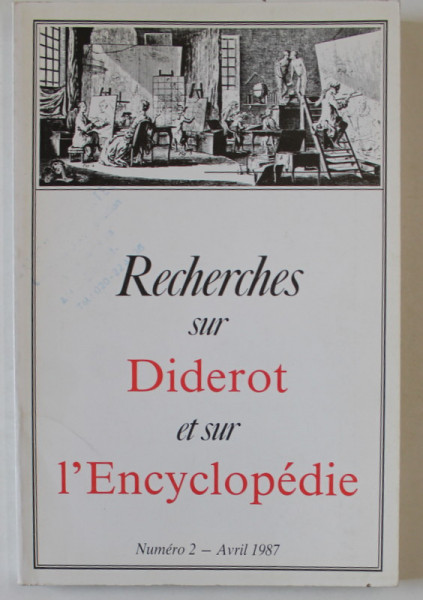 Recherches
sur
Diderot
et sur
l'Encyclopédie
Numéro 2 – Avril 1987